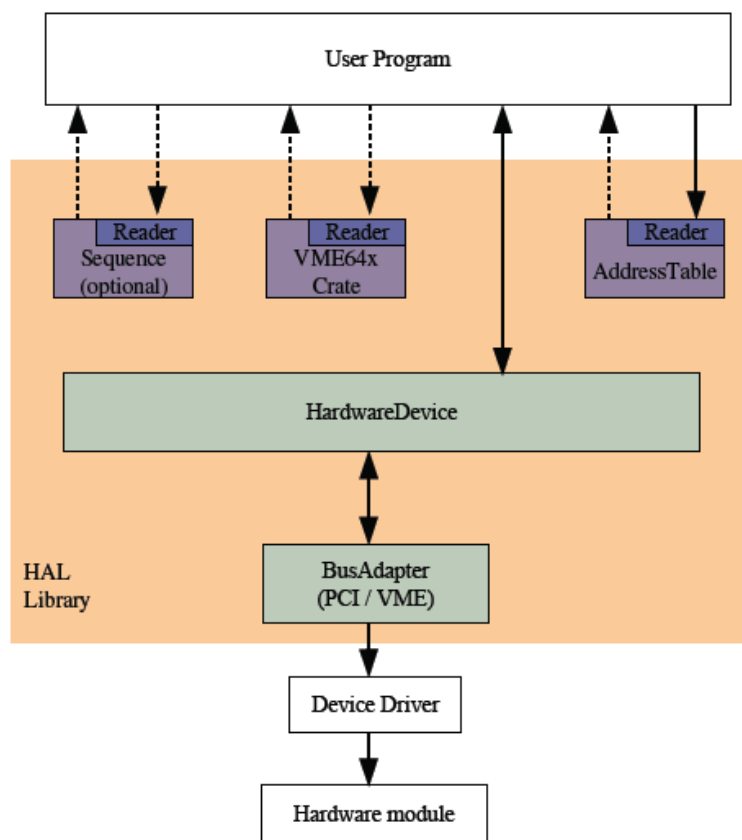 User Program
Reader
Sequence
(optional)
Reader
VME64x
Crate
Reader
AddressTable
HardwareDevice
BusAdapter
(PCI / VME)
HAL
Library
Device Driver
Hardware module